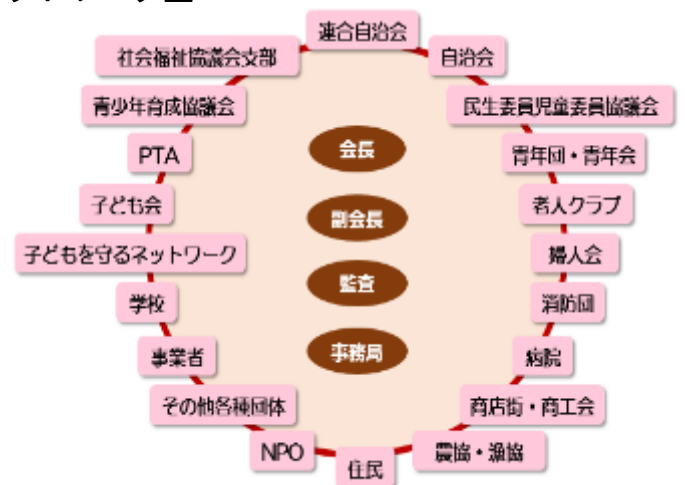 連合自治会
社会福祉協議会支部
自治会
青少年育成協議会
民生委員児童委員協議会
PTA
会長
青年団・青年会
子ども会
副会長
老人クラブ
子どもを守るネットワーク
婦人会
学校
監査
消防団
事業者
事務局
病院
その他各種団体
商店街・商工会
NPO
住民
農協・漁協